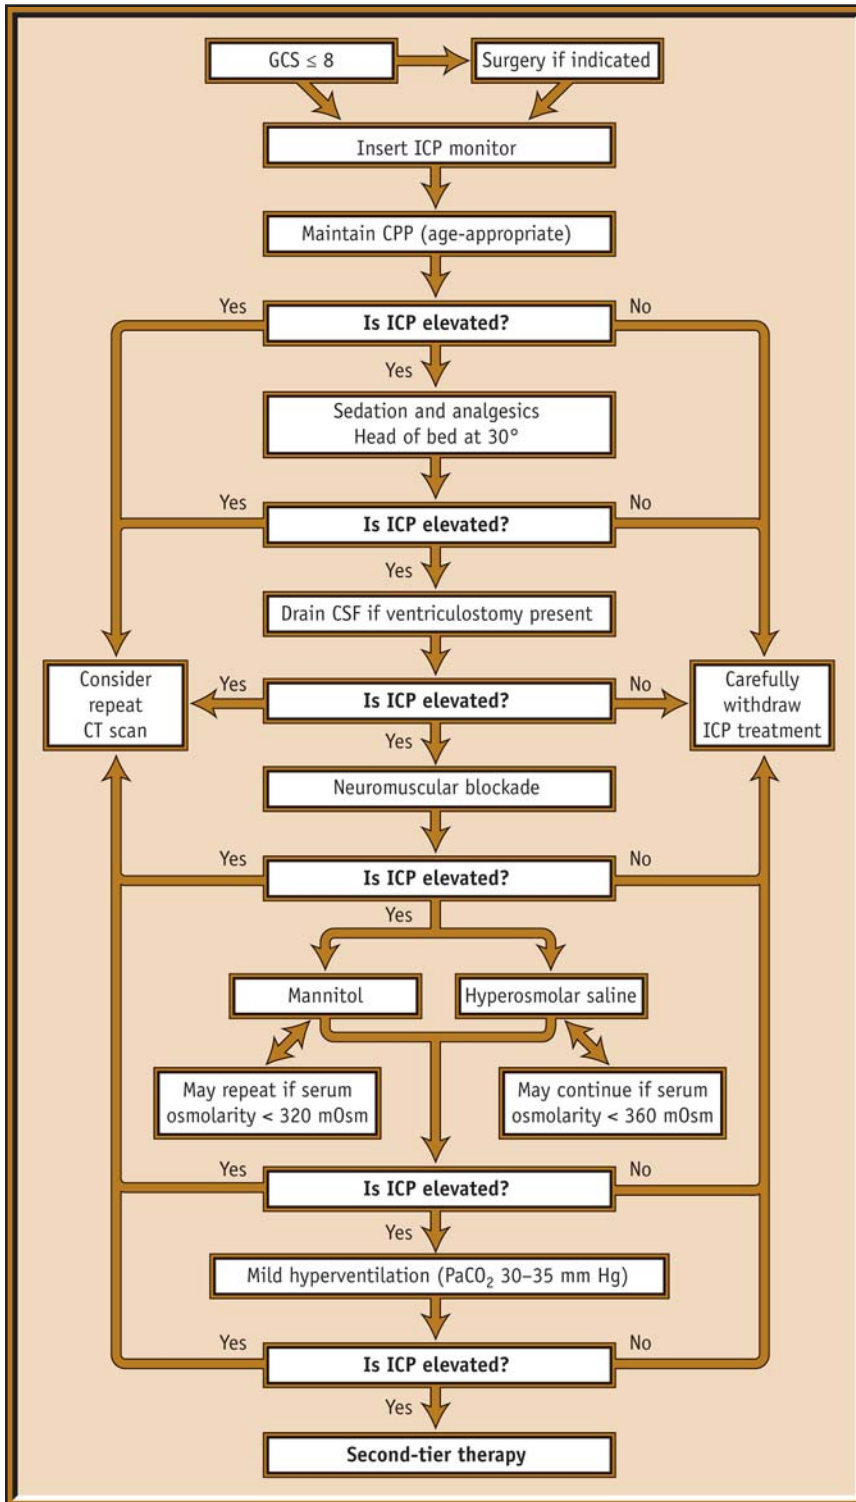 GCS ≤ 8
Surgery if indicated
Insert ICP monitor
Maintain CPP (age-appropriate)
Yes
Is ICP elevated?
No
Yes
Sedation and analgesics
Head of bed at 30°
Yes
Is ICP elevated?
No
Yes
Drain CSF if ventriculostomy present
Consider
repeat
CT scan
Yes
Is ICP elevated?
No
Carefully
withdraw
ICP treatment
Yes
Neuromuscular blockade
Yes
Is ICP elevated?
No
Yes
Mannitol
Hyperosmolar saline
May repeat if serum
osmolarity < 320 mOsm
May continue if serum
osmolarity < 360 mOsm
Yes
Is ICP elevated?
No
Yes
Mild hyperventilation (PaCO₂ 30–35 mm Hg)
Yes
Is ICP elevated?
No
Yes
Second-tier therapy